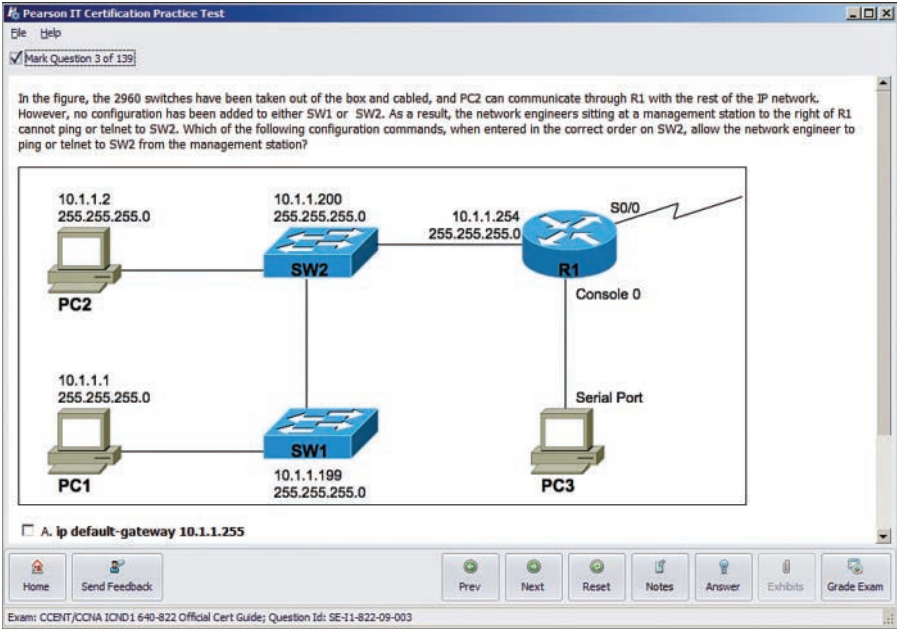 Pearson IT Certification Practice Test
File Help
Mark Question 3 of 139
In the figure, the 2960 switches have been taken out of the box and cabled, and PC2 can communicate through R1 with the rest of the IP network.
However, no configuration has been added to either SW1 or SW2. As a result, the network engineers sitting at a management station to the right of R1
cannot ping or telnet to SW2. Which of the following configuration commands, when entered in the correct order on SW2, allow the network engineer to
ping or telnet to SW2 from the management station?
10.1.1.2
255.255.255.0
PC2
10.1.1.200
255.255.255.0
SW2
10.1.1.254
255.255.255.0
S0/0
R1
Console 0
10.1.1.1
255.255.255.0
PC1
SW1
10.1.1.199
255.255.255.0
Serial Port
PC3
A. ip default-gateway 10.1.1.255
Home
Send Feedback
Prev
Next
Reset
Notes
Answer
Exhibits
Grade Exam
Exam: CCENT/CCNA ICND1 640-822 Official Cert Guide; Question Id: SE-I1-822-09-003